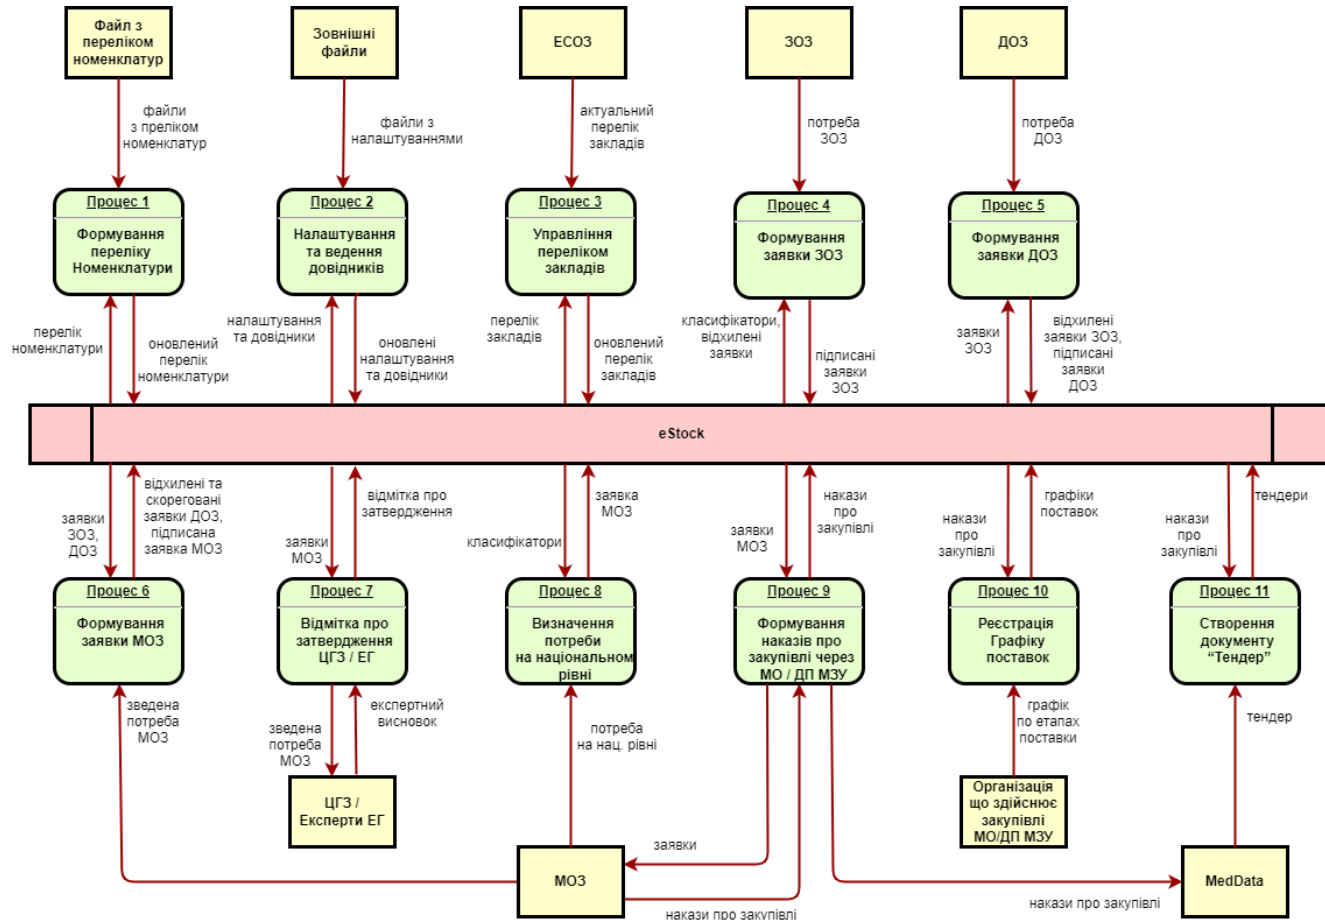 Файл з
переліком
номенклатур
Зовнішні
файли
ЕСОЗ
ЗОЗ
ДОЗ
файли
з преліком
номенклатур
файли з
налаштуваннями
актуальний
перелік
закладів
потреба
ЗОЗ
потреба
ДОЗ
Процес 1
Формування
переліку
Номенклатури
Процес 2
Налаштування
та ведення
довідників
Процес 3
Управління
переліком
закладів
Процес 4
Формування
заявки ЗОЗ
Процес 5
Формування
заявки ДОЗ
перелік
номенклатури
оновлений
перелік
номенклатури
налаштування
та довідники
оновлені
налаштування
та довідники
перелік
закладів
оновлений
перелік
закладів
класифікатори,
відхилені
заявки
підписані
заявки
ЗОЗ
заявки
ЗОЗ
відхилені
заявки ЗОЗ,
підписані
заявки
ДОЗ
eStock
заявки
ЗОЗ,
ДОЗ
відхилені та
скореговані
заявки ДОЗ,
підписана
заявка МОЗ
заявки
МОЗ
відмітка про
затвердження
класифікатори
заявка
МОЗ
заявки
МОЗ
накази
про
закупівлі
накази
про
закупівлі
графіки
поставок
накази
про
закупівлі
тендери
Процес 6
Формування
заявки МОЗ
Процес 7
Відмітка про
затвердження
ЦГЗ / ЕГ
Процес 8
Визначення
потреби
на національном
рівні
Процес 9
Формування
наказів про
закупівлі через
МО / ДП МЗУ
Процес 10
Реєстрація
Графіку
поставок
Процес 11
Створення
документу
“Тендер”
зведена
потреба
МОЗ
зведена
потреба
МОЗ
експертний
висновок
потреба
на нац. рівні
графік
по етапах
поставки
тендер
ЦГЗ /
Експерти ЕГ
Організація
що здійснює
закупівлі
МО/ДП МЗУ
МОЗ
заявки
MedData
накази про закупівлі
накази про закупівлі